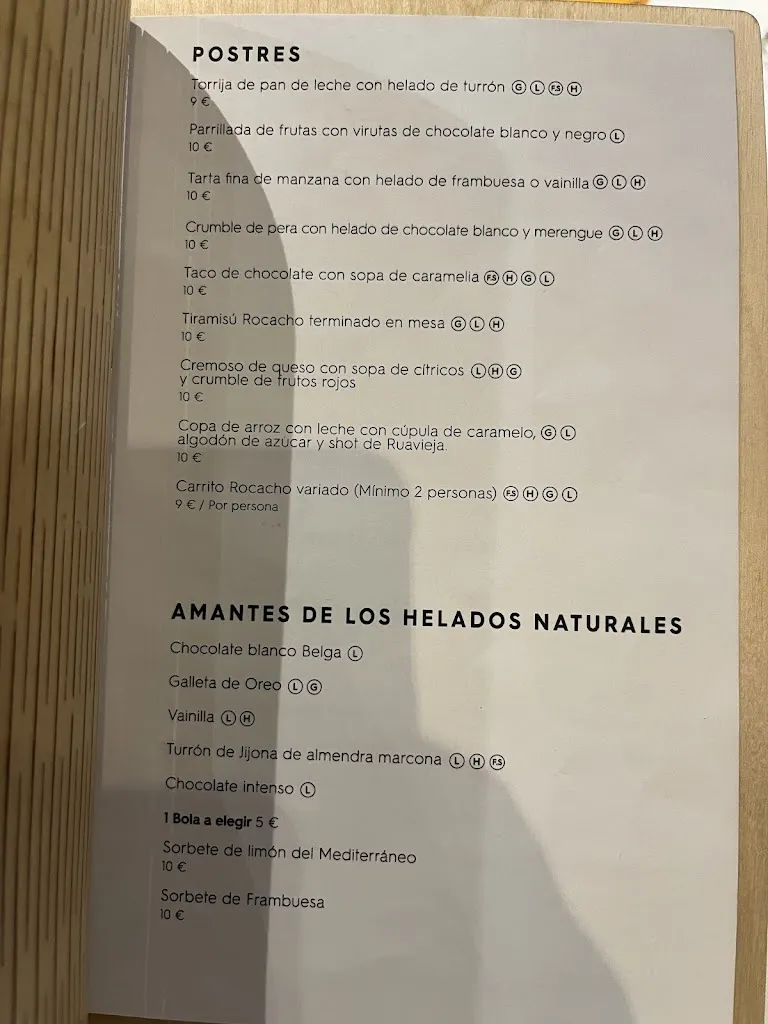 POSTRES
Torrija de pan de leche con helado de turrón G L F.S H
9 €
Parrillada de frutas con virutas de chocolate blanco y negro L
10 €
Tarta fina de manzana con helado de frambuesa o vainilla G L H
10 €
Crumble de pera con helado de chocolate blanco y merengue G L H
10 €
Taco de chocolate con sopa de caramelia F.S H G L
10 €
Tiramisú Rocacho terminado en mesa G L H
10 €
Cremoso de queso con sopa de cítricos L H G
y crumble de frutos rojos
10 €
Copa de arroz con leche con cúpula de caramelo, G L
algodón de azúcar y shot de Ruavieja.
10 €
Carrito Rocacho variado (Mínimo 2 personas) F.S H G L
9 € / Por persona
AMANTES DE LOS HELADOS NATURALES
Chocolate blanco Belga L
Galleta de Oreo L G
Vainilla L H
Turrón de Jijona de almendra marcona L H F.S
Chocolate intenso L
1 Bola a elegir 5 €
Sorbete de limón del Mediterráneo
10 €
Sorbete de Frambuesa
10 €